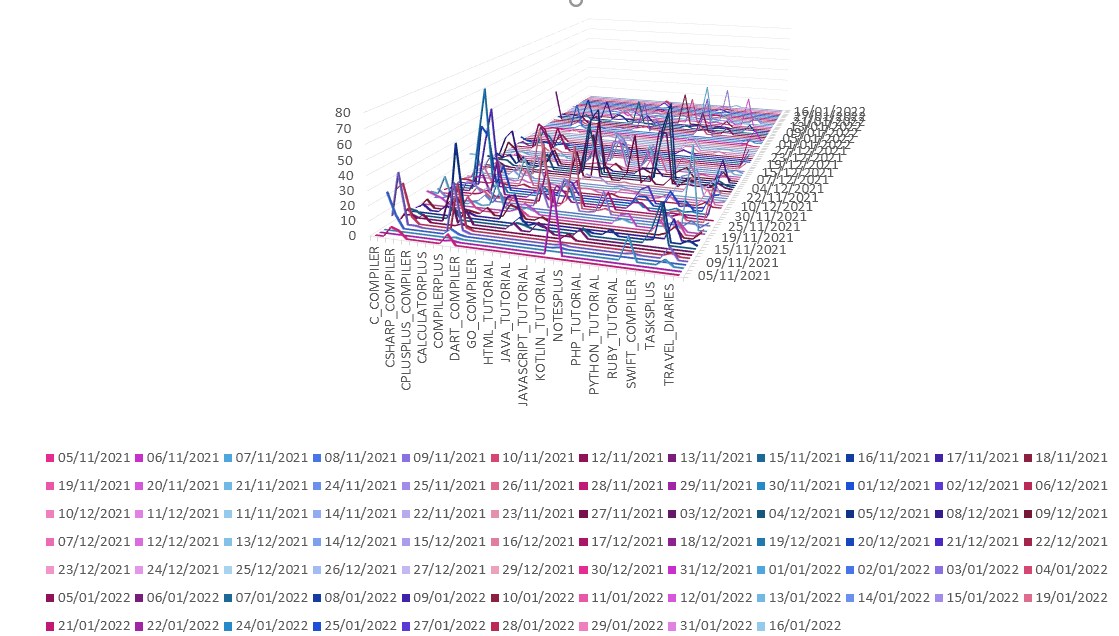 80
70
60
50
40
30
20
10
0
16/01/2022
04/12/2021
22/11/2021
10/12/2021
30/11/2021
25/11/2021
19/11/2021
15/11/2021
09/11/2021
05/11/2021
C_COMPILER
CSHARP_COMPILER
CPLUSPLUS_COMPILER
CALCULATORPLUS
COMPILERPLUS
DART_COMPILER
GO_COMPILER
HTML_TUTORIAL
JAVA_TUTORIAL
JAVASCRIPT_TUTORIAL
KOTLIN_TUTORIAL
NOTESPLUS
PHP_TUTORIAL
PYTHON_TUTORIAL
RUBY_TUTORIAL
SWIFT_COMPILER
TASKSPLUS
TRAVEL_DIARIES
05/11/2021 06/11/2021 07/11/2021 08/11/2021 09/11/2021 10/11/2021 12/11/2021 13/11/2021 15/11/2021 16/11/2021 17/11/2021 18/11/2021
19/11/2021 20/11/2021 21/11/2021 24/11/2021 25/11/2021 26/11/2021 28/11/2021 29/11/2021 30/11/2021 01/12/2021 02/12/2021 06/12/2021
10/12/2021 11/12/2021 11/11/2021 14/11/2021 22/11/2021 23/11/2021 27/11/2021 03/12/2021 04/12/2021 05/12/2021 08/12/2021 09/12/2021
07/12/2021 12/12/2021 13/12/2021 14/12/2021 15/12/2021 16/12/2021 17/12/2021 18/12/2021 19/12/2021 20/12/2021 21/12/2021 22/12/2021
23/12/2021 24/12/2021 25/12/2021 26/12/2021 27/12/2021 29/12/2021 30/12/2021 31/12/2021 01/01/2022 02/01/2022 03/01/2022 04/01/2022
05/01/2022 06/01/2022 07/01/2022 08/01/2022 09/01/2022 10/01/2022 11/01/2022 12/01/2022 13/01/2022 14/01/2022 15/01/2022 19/01/2022
21/01/2022 22/01/2022 24/01/2022 25/01/2022 27/01/2022 28/01/2022 29/01/2022 31/01/2022 16/01/2022